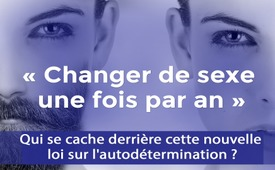 « Changer de sexe
une fois par an »
Qui se cache derrière cette nouvelle
loi sur l'autodétermination ?